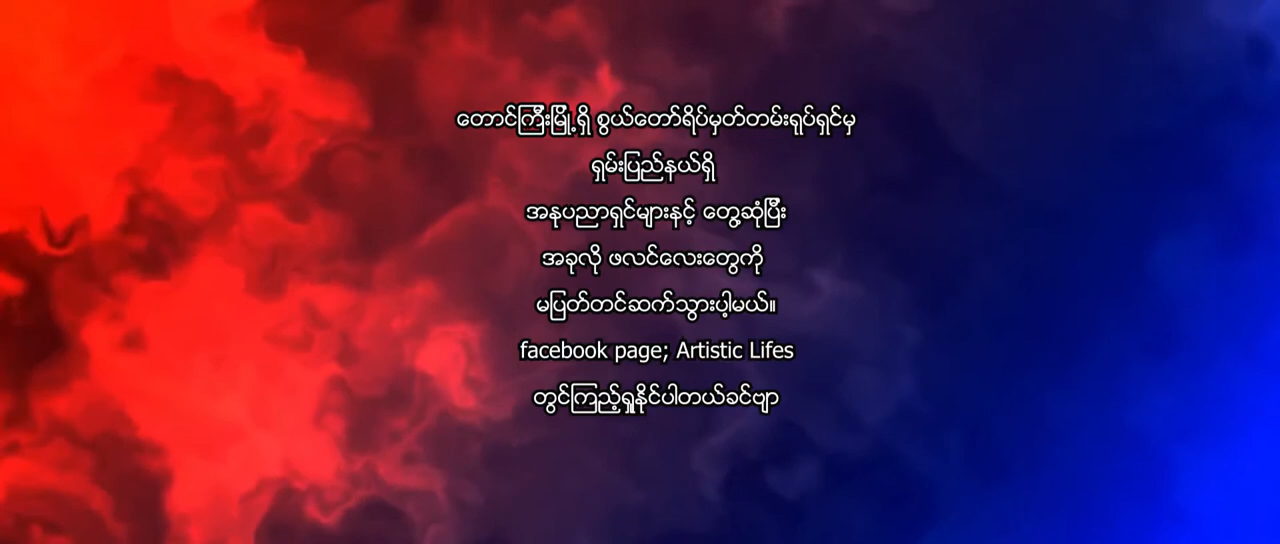 တောင်ကြီးမြို့ရှိ စွယ်တော်ရိပ်မှတ်တမ်းရုပ်ရှင်မှ
ရှမ်းပြည်နယ်ရှိ
အနုပညာရှင်များနင့် တွေ့ဆုံပြီး
အခုလို ဖလင်လေးတွေကို
မပြတ်တင်ဆက်သွားပါ့မယ်။
facebook page; Artistic Lifes
တွင်ကြည့်ရှုနိုင်ပါတယ်ခင်ဗျာ